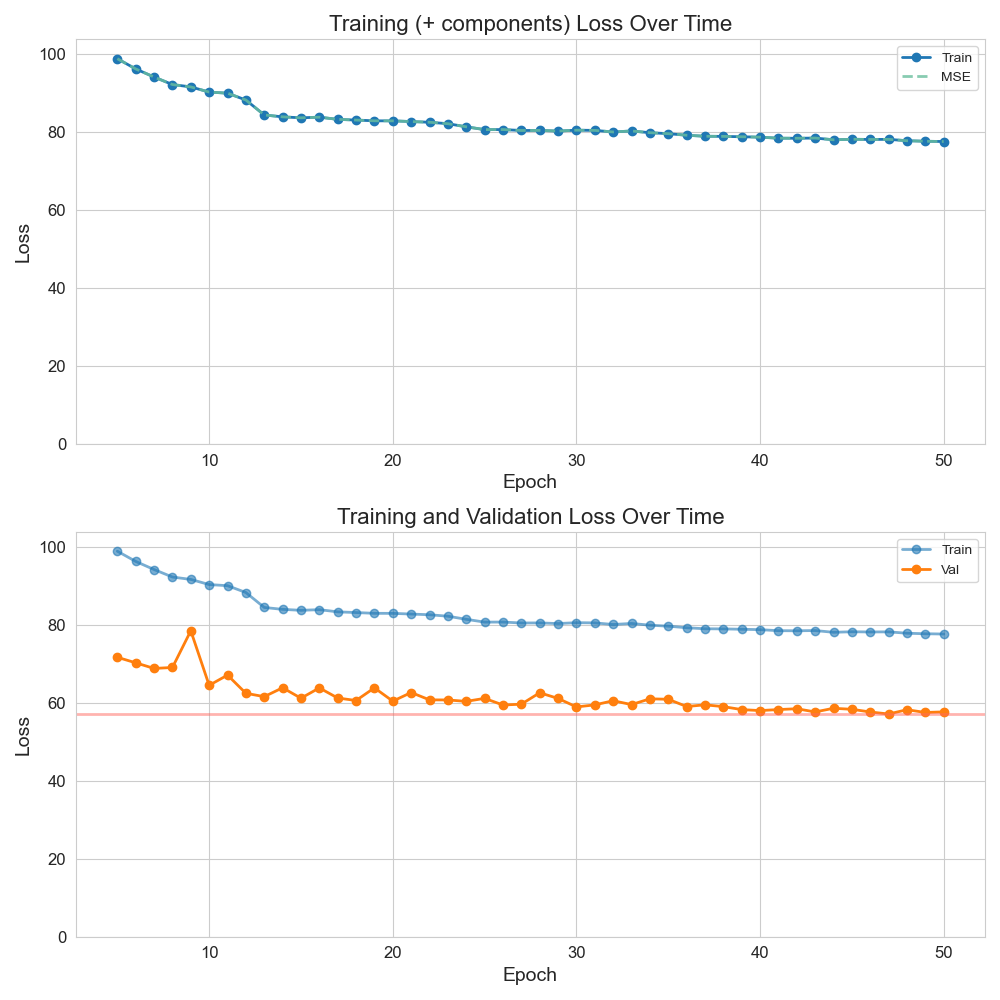 Training (+ components) Loss Over Time
100
80
60
40
20
0
Loss
Train
MSE
10 20 30 40 50
Epoch
Training and Validation Loss Over Time
100
80
60
40
20
0
Loss
Train
Val
10 20 30 40 50
Epoch